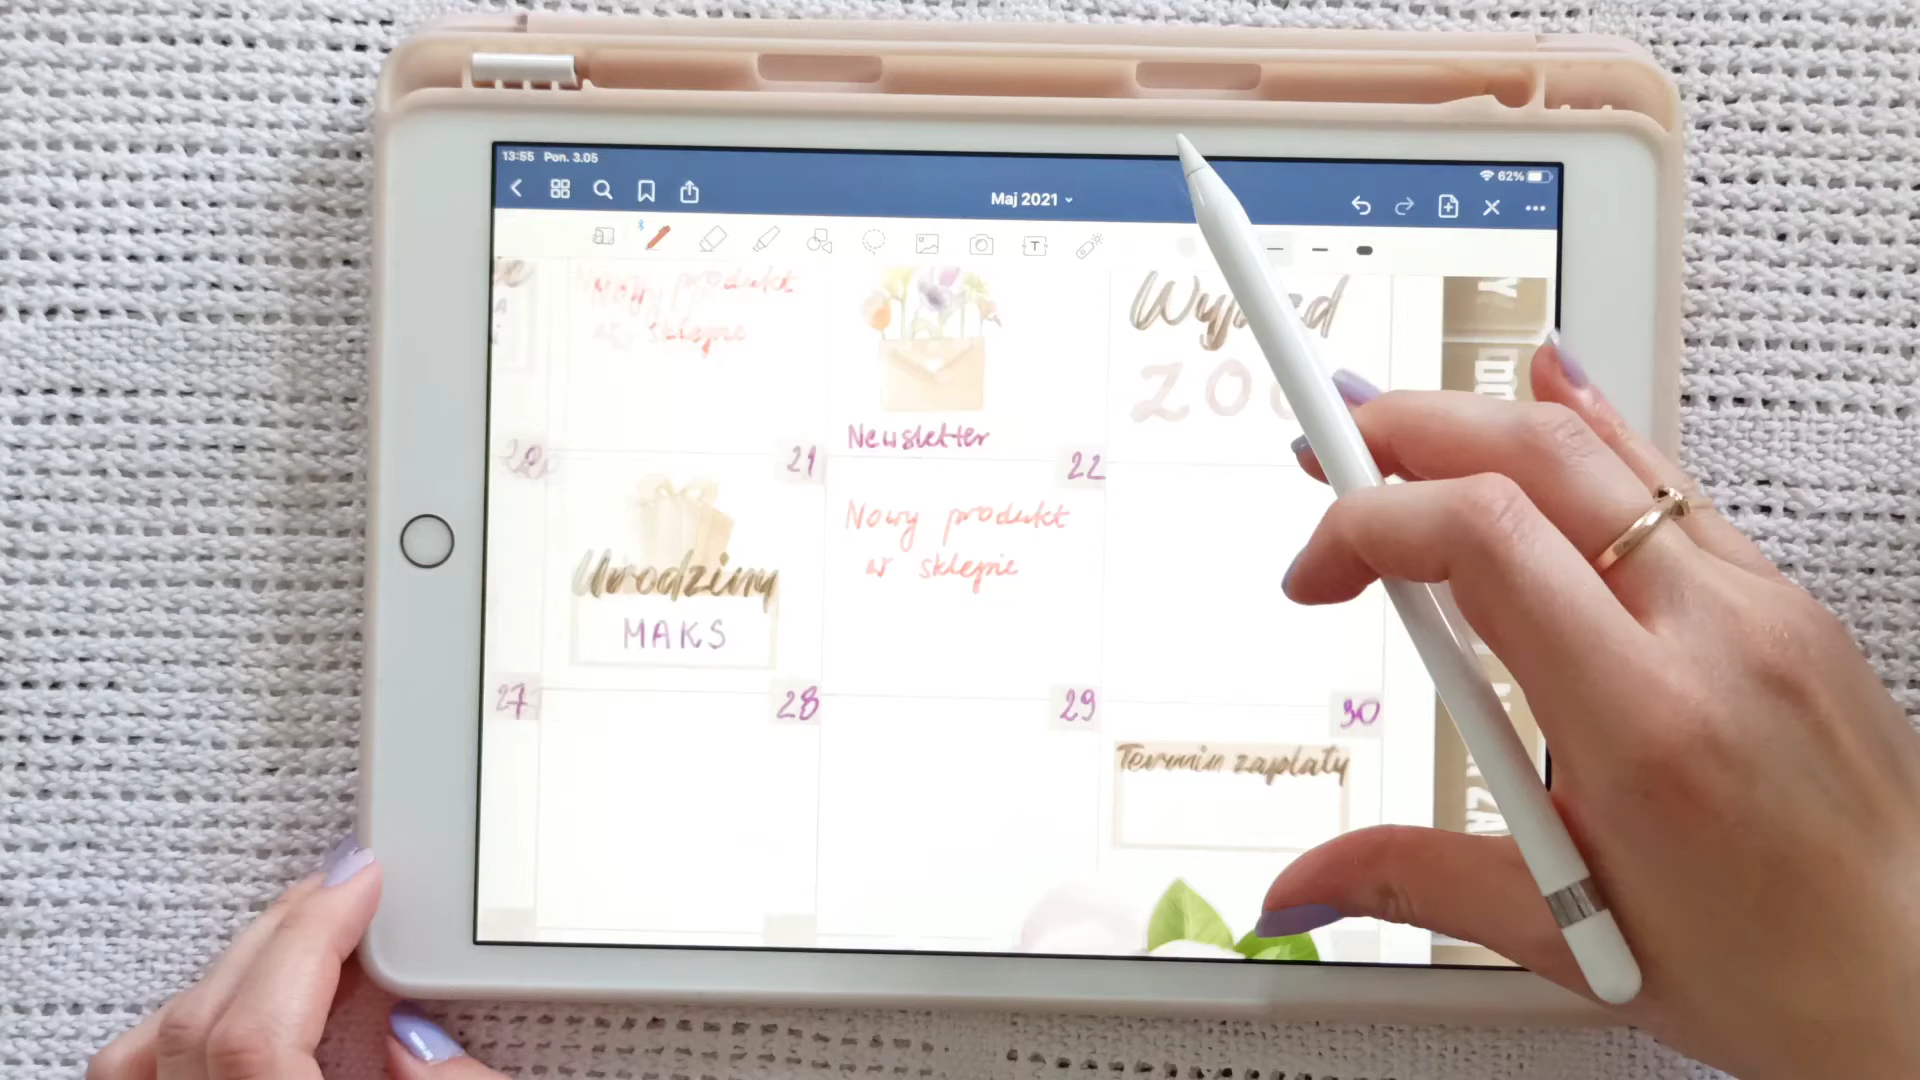 13:55 Pon. 3.05
62%
Maj 2021
T
Nowy produkt
w sklepie
Newsletter
21
22
Urodziny
MAKS
Nowy produkt
w sklepie
27
28
29
30
Termin zapłaty